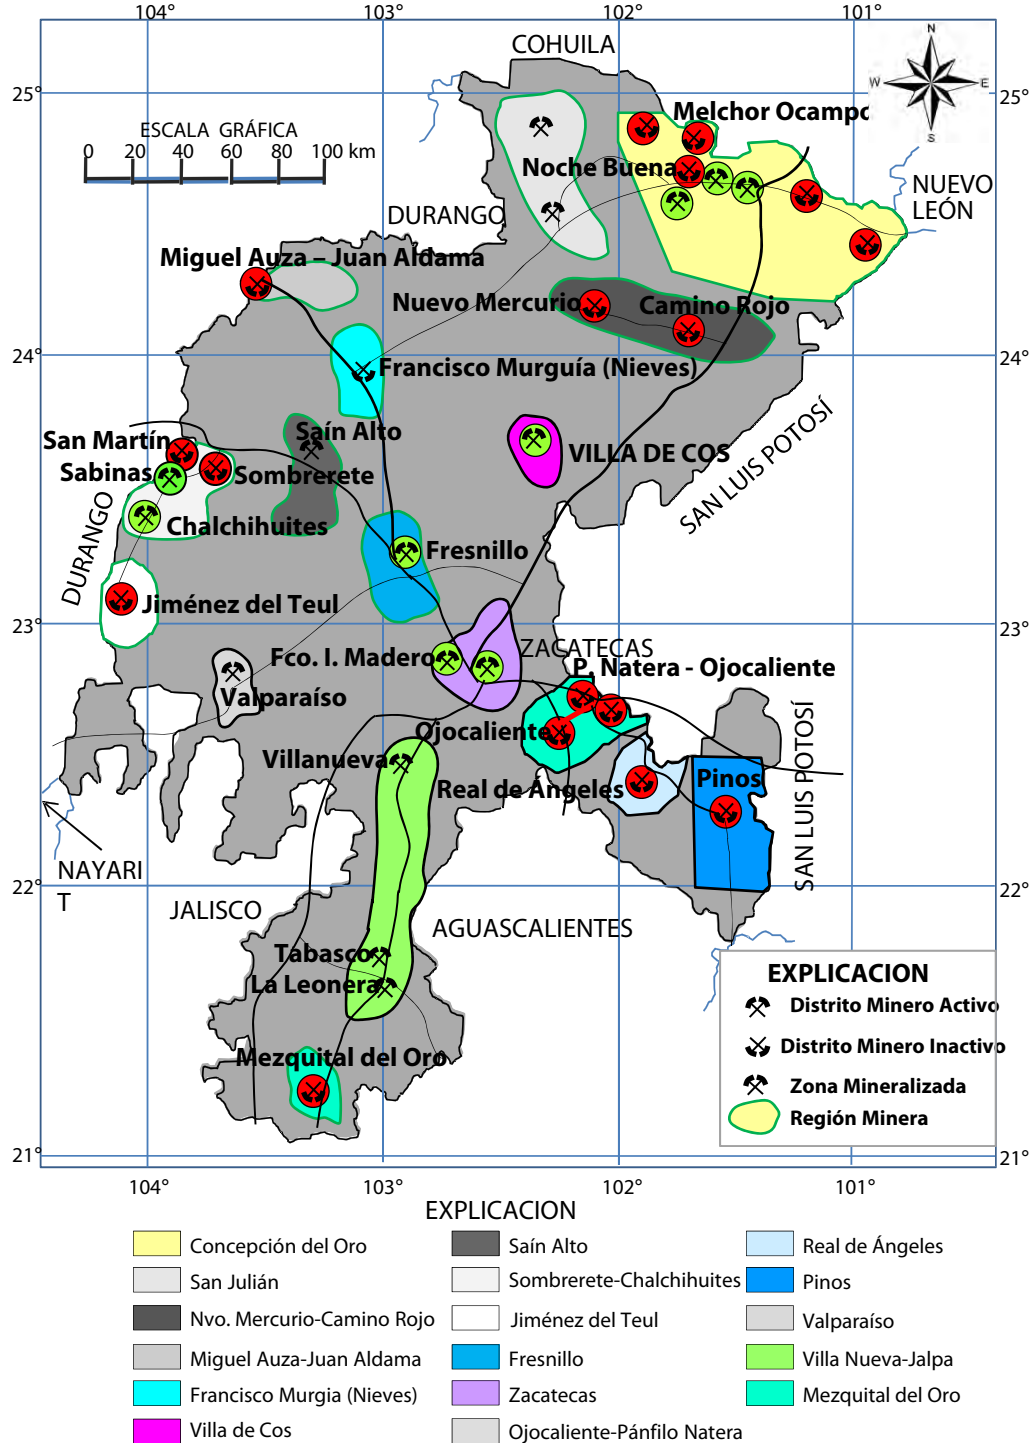 104°
103°
102°
101°
COHUILA
N
W
E
S
25°
25°
ESCALA GRÁFICA
0 20 40 60 80 100 km
Melchor Ocampo
Noche Buena
NUEVO
LEÓN
DURANGO
Miguel Auza – Juan Aldama
Nuevo Mercurio
Camino Rojo
24°
24°
Francisco Murguía (Nieves)
San Martín
Saín Alto
Sabinas
Sombrerete
VILLA DE COS
SAN LUIS POTOSÍ
Chalchihuites
DURANGO
Fresnillo
Jiménez del Teul
23°
23°
Fco. I. Madero
ZACATECAS
P. Natera - Ojocaliente
Valparaíso
Ojocaliente
Villanueva
Real de Ángeles
Pinos
SAN LUIS POTOSÍ
NAYARI
T
22°
22°
JALISCO
AGUASCALIENTES
Tabasco
La Leonera
Mezquital del Oro
EXPLICACION
Distrito Minero Activo
Distrito Minero Inactivo
Zona Mineralizada
Región Minera
21°
21°
104°
103°
102°
101°
EXPLICACION
Concepción del Oro
Saín Alto
Real de Ángeles
San Julián
Sombrerete-Chalchihuites
Pinos
Nvo. Mercurio-Camino Rojo
Jiménez del Teul
Valparaíso
Miguel Auza-Juan Aldama
Fresnillo
Villa Nueva-Jalpa
Francisco Murgia (Nieves)
Zacatecas
Mezquital del Oro
Villa de Cos
Ojocaliente-Pánfilo Natera